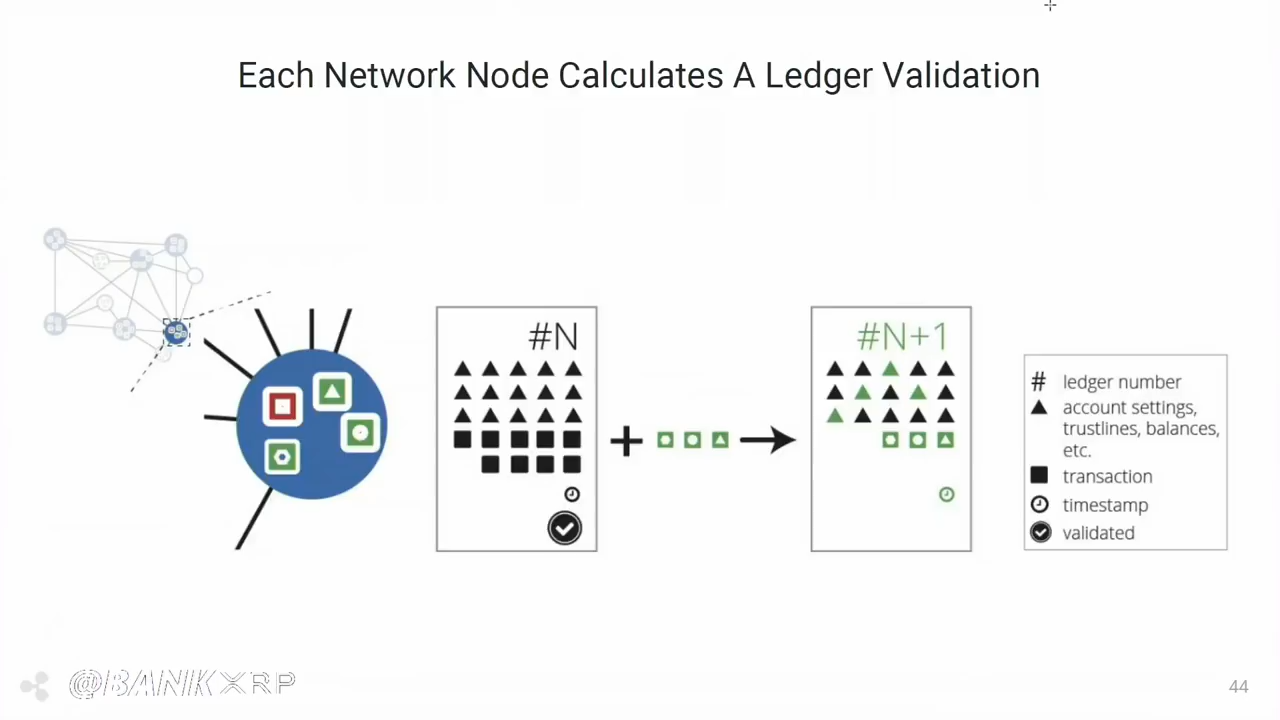 Each Network Node Calculates A Ledger Validation
#N
#N+1
# ledger number
account settings,
trustlines, balances,
etc.
transaction
timestamp
validated
@BANKXRP
44